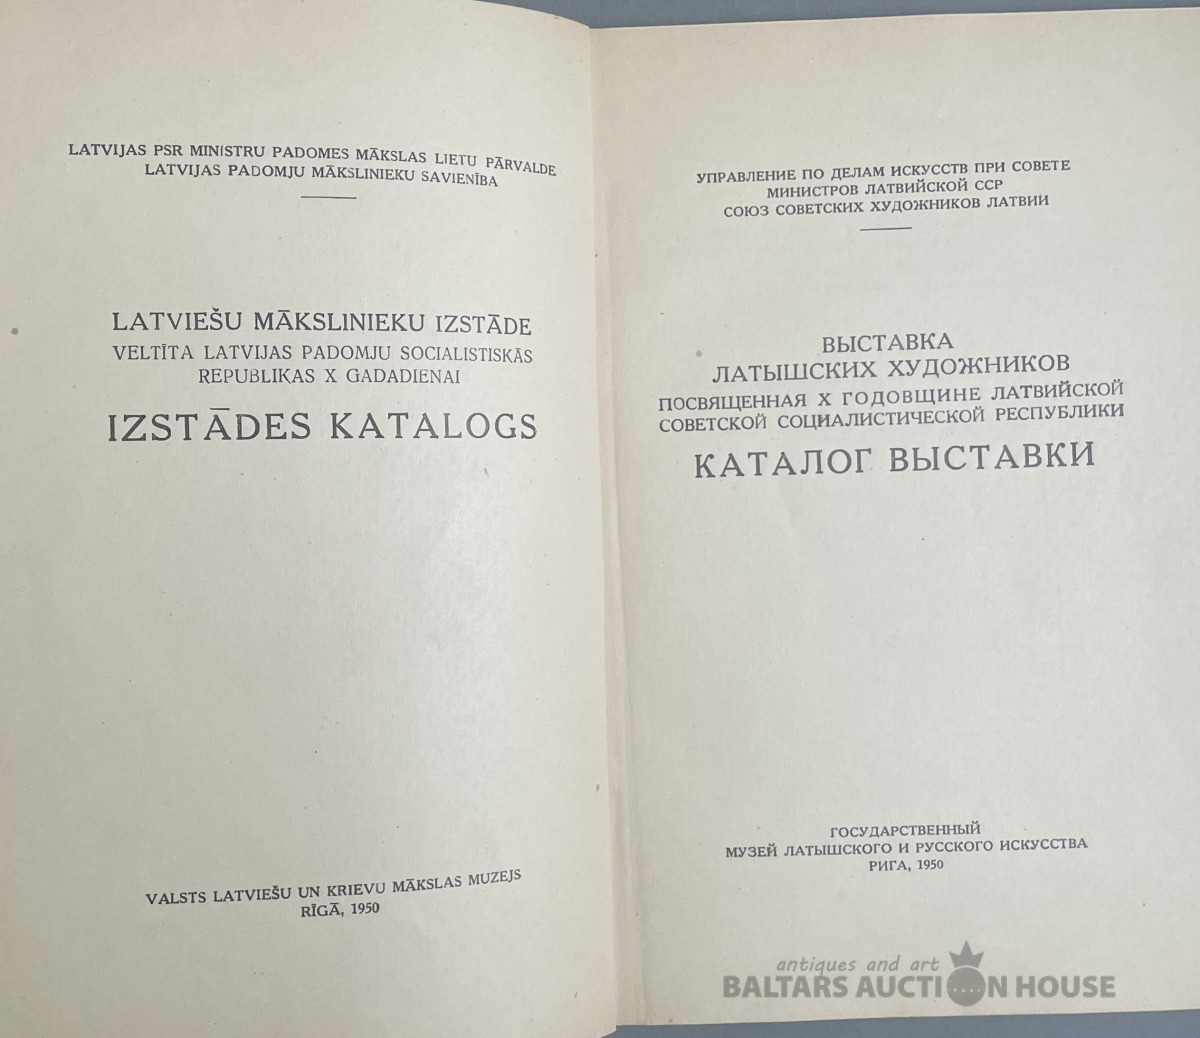 LATVIJAS PSR MINISTRU PADOMES MĀKSLAS LIETU PĀRVALDE
LATVIJAS PADOMJU MĀKSLINIEKU SAVIENĪBA
LATVIEŠU MĀKSLINIEKU IZSTĀDE
VELTĪTA LATVIJAS PADOMJU SOCIALISTISKĀS
REPUBLIKAS X GADADIENAI
IZSTĀDES KATALOGS
VALSTS LATVIEŠU UN KRIEVU MĀKSLAS MUZEJS
RĪGĀ, 1950
УПРАВЛЕНИЕ ПО ДЕЛАМ ИСКУССТВ ПРИ СОВЕТЕ
МИНИСТРОВ ЛАТВИЙСКОЙ ССР
СОЮЗ СОВЕТСКИХ ХУДОЖНИКОВ ЛАТВИИ
ВЫСТАВКА
ЛАТЫШСКИХ ХУДОЖНИКОВ
ПОСВЯЩЕННАЯ X ГОДОВЩИНЕ ЛАТВИЙСКОЙ
СОВЕТСКОЙ СОЦИАЛИСТИЧЕСКОЙ РЕСПУБЛИКИ
КАТАЛОГ ВЫСТАВКИ
ГОСУДАРСТВЕННЫЙ
МУЗЕЙ ЛАТЫШСКОГО И РУССКОГО ИСКУССТВА
РИГА, 1950
antiques and art
BALTARS AUCTION HOUSE